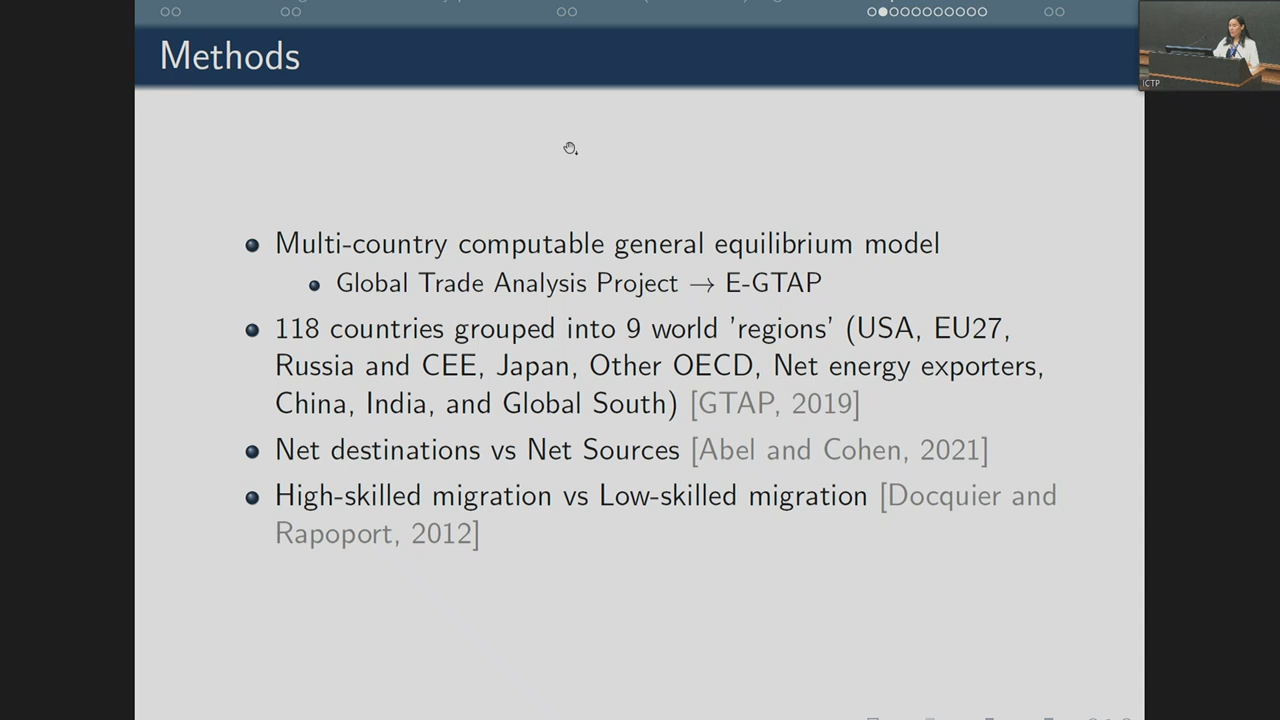 Methods
ICTP
Multi-country computable general equilibrium model
Global Trade Analysis Project → E-GTAP
118 countries grouped into 9 world 'regions' (USA, EU27,
Russia and CEE, Japan, Other OECD, Net energy exporters,
China, India, and Global South) [GTAP, 2019]
Net destinations vs Net Sources [Abel and Cohen, 2021]
High-skilled migration vs Low-skilled migration [Docquier and
Rapoport, 2012]